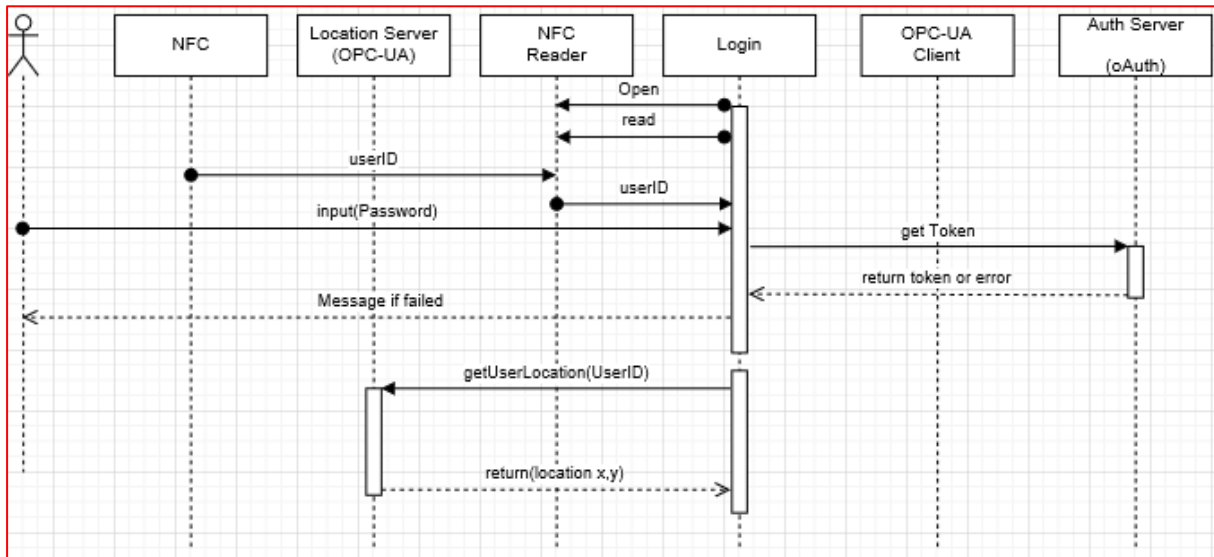 NFC
Location Server
(OPC-UA)
NFC
Reader
Login
OPC-UA
Client
Auth Server
(oAuth)
Open
read
userID
userID
input(Password)
get Token
return token or error
Message if failed
getUserLocation(UserID)
return(location x,y)